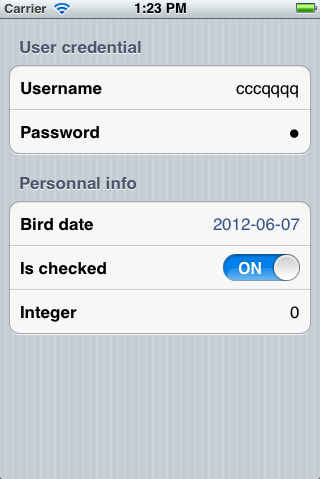 Carrier 1:23 PM
User credential
Username cccqqqq
Password ●
Personnal info
Bird date 2012-06-07
Is checked ON
Integer 0